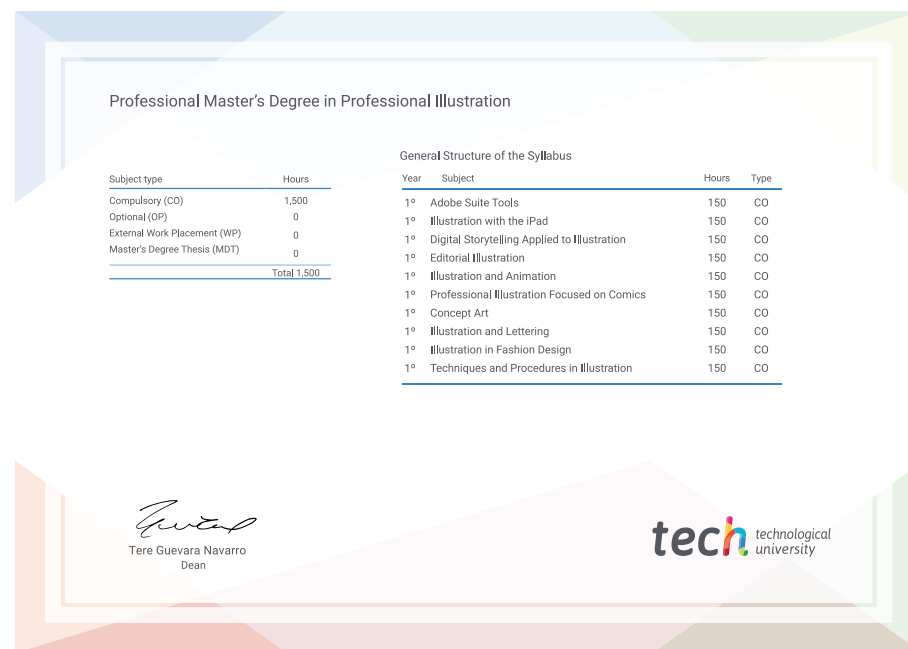 Professional Master’s Degree in Professional Illustration
Subject type Hours
Compulsory (CO) 1,500
Optional (OP) 0
External Work Placement (WP) 0
Master’s Degree Thesis (MDT) 0
Total 1,500
General Structure of the Syllabus
Year Subject Hours Type
1º Adobe Suite Tools 150 CO
1º Illustration with the iPad 150 CO
1º Digital Storytelling Applied to Illustration 150 CO
1º Editorial Illustration 150 CO
1º Illustration and Animation 150 CO
1º Professional Illustration Focused on Comics 150 CO
1º Concept Art 150 CO
1º Illustration and Lettering 150 CO
1º Illustration in Fashion Design 150 CO
1º Techniques and Procedures in Illustration 150 CO
Tere Guevara Navarro
Dean
tech technological
university